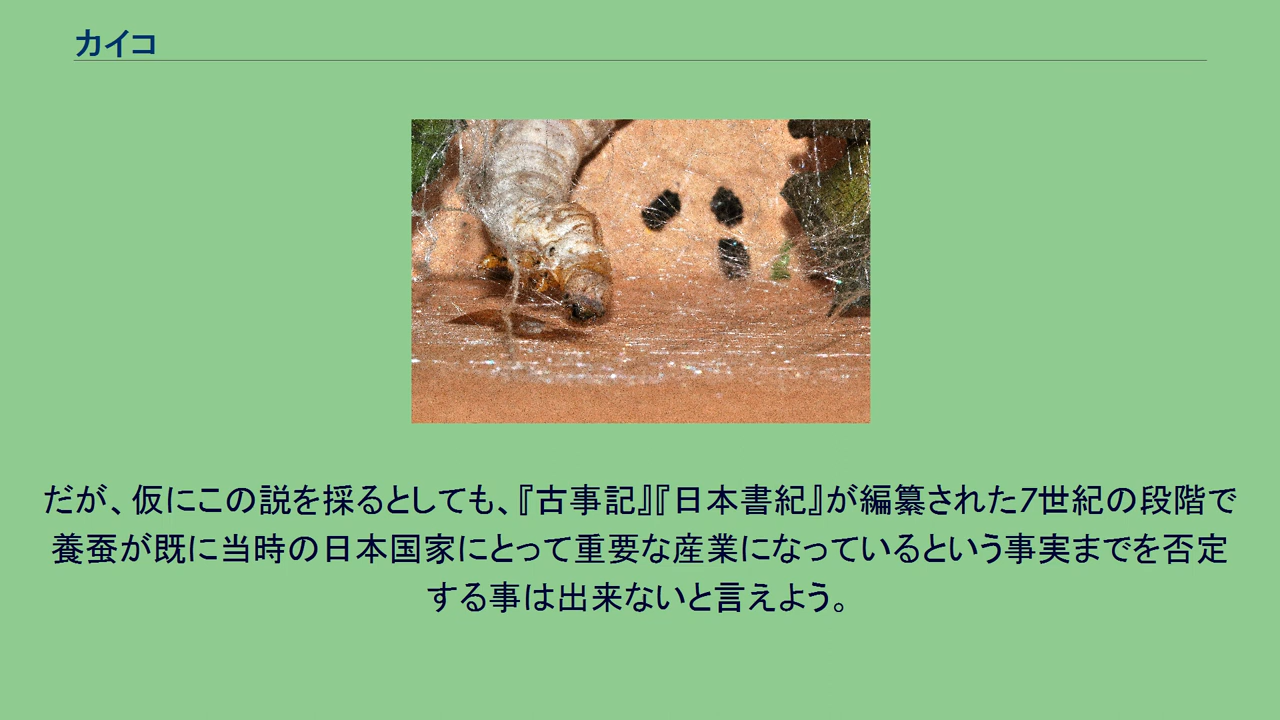 カイコ
だが、仮にこの説を採るとしても、『古事記』『日本書紀』が編纂された7世紀の段階で
養蚕が既に当時の日本国家にとって重要な産業になっているという事実までを否定
する事は出来ないと言えよう。